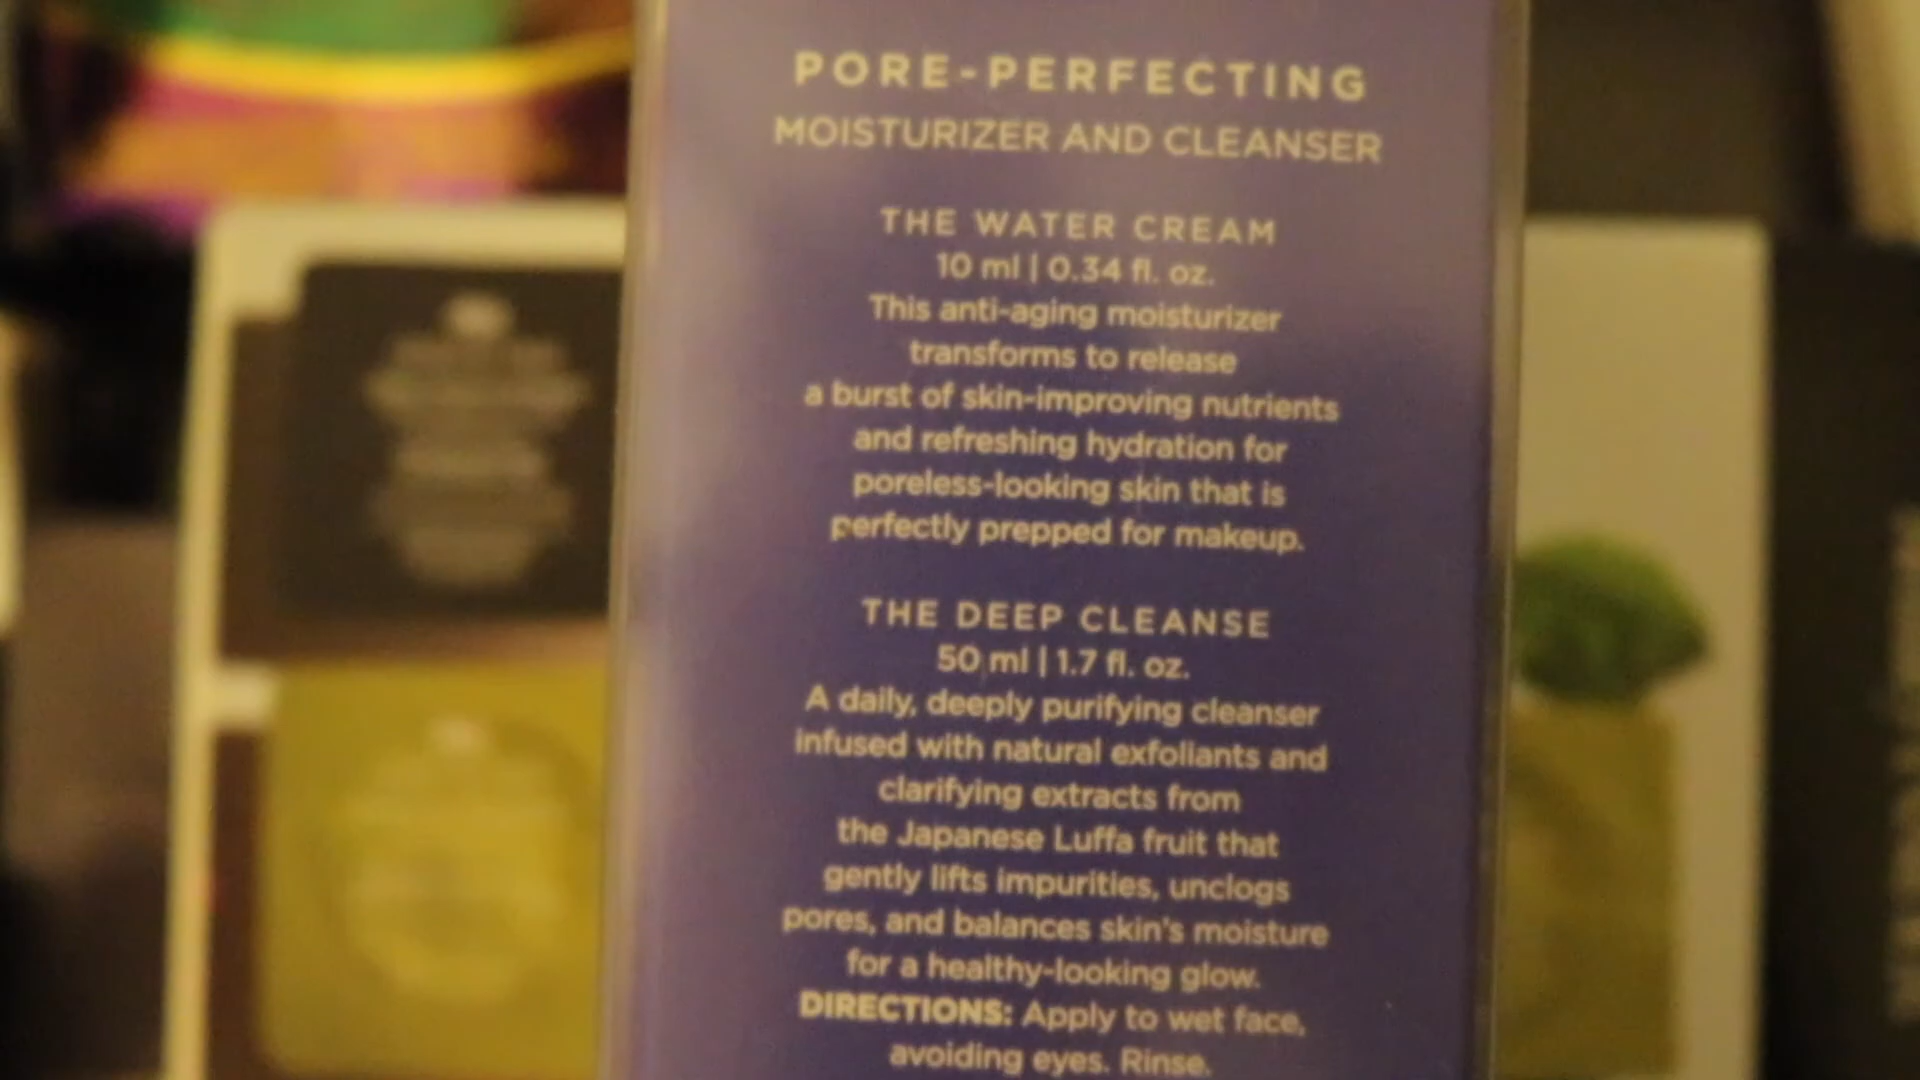 PORE-PERFECTING
MOISTURIZER AND CLEANSER
THE WATER CREAM
10 ml | 0.34 fl. oz.
This anti-aging moisturizer
transforms to release
a burst of skin-improving nutrients
and refreshing hydration for
poreless-looking skin that is
perfectly prepped for makeup.
THE DEEP CLEANSE
50 ml | 1.7 fl. oz.
A daily, deeply purifying cleanser
infused with natural exfoliants and
clarifying extracts from
the Japanese Luffa fruit that
gently lifts impurities, unclogs
pores, and balances skin's moisture
for a healthy-looking glow.
DIRECTIONS: Apply to wet face,
avoiding eyes. Rinse.